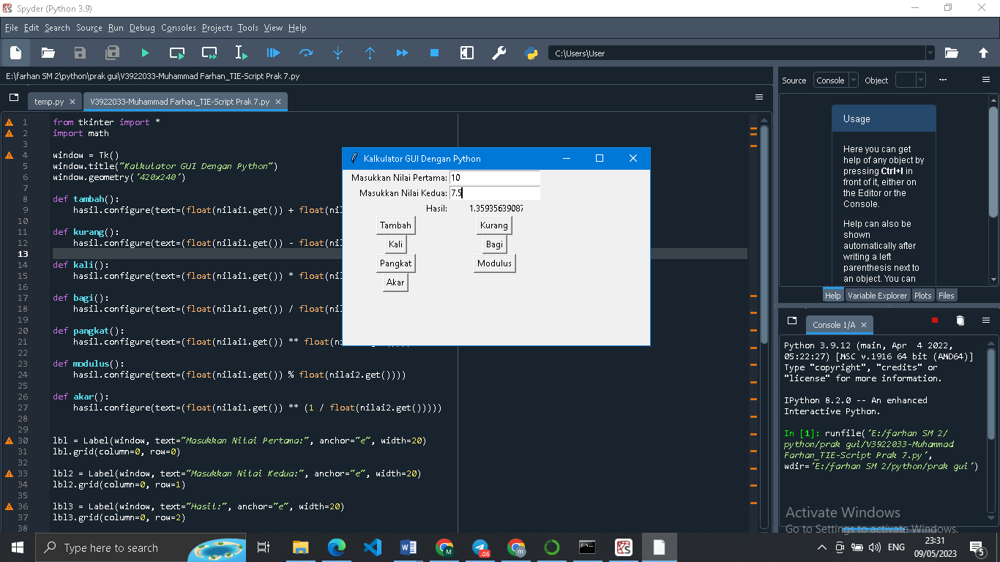 Spyder (Python 3.9)
File Edit Search Source Run Debug Consoles Projects Tools View Help
C:\Users\User
E:\farhan SM 2\python\prak gui\V3922033-Muhammad Farhan_TIE-Script Prak 7.py
temp.py
V3922033-Muhammad Farhan_TIE-Script Prak 7.py
1 from tkinter import *
2 import math
3
4 window = Tk()
5 window.title("Kalkulator GUI Dengan Python")
6 window.geometry('420x240')
7
8 def tambah():
9 hasil.configure(text=(float(nilai1.get()) + float(nil
10
11 def kurang():
12 hasil.configure(text=(float(nilai1.get()) - float(nil
13
14 def kali():
15 hasil.configure(text=(float(nilai1.get()) * float(nil
16
17 def bagi():
18 hasil.configure(text=(float(nilai1.get()) / float(nil
19
20 def pangkat():
21 hasil.configure(text=(float(nilai1.get()) ** float(ni
22
23 def modulus():
24 hasil.configure(text=(float(nilai1.get()) % float(nilai2.get())))
25
26 def akar():
27 hasil.configure(text=(float(nilai1.get()) ** (1 / float(nilai2.get()))))
28
29
30 lbl = Label(window, text="Masukkan Nilai Pertama:", anchor="e", width=20)
31 lbl.grid(column=0, row=0)
32
33 lbl2 = Label(window, text="Masukkan Nilai Kedua:", anchor="e", width=20)
34 lbl2.grid(column=0, row=1)
35
36 lbl3 = Label(window, text="Hasil:", anchor="e", width=20)
37 lbl3.grid(column=0, row=2)
38
Kalkulator GUI Dengan Python
Masukkan Nilai Pertama: 10
Masukkan Nilai Kedua: 7.5
Hasil: 1.35935639087
Tambah Kurang
Kali Bagi
Pangkat Modulus
Akar
Source Console Object
Usage
Here you can get
help of any object by
pressing Ctrl+I in
front of it, either on
the Editor or the
Console.
Help can also be
shown
automatically after
writing a left
parenthesis next to
an object. You can
Help Variable Explorer Plots Files
Console 1/A
Python 3.9.12 (main, Apr 4 2022,
05:22:27) [MSC v.1916 64 bit (AMD64)]
Type "copyright", "credits" or
"license" for more information.
IPython 8.2.0 -- An enhanced
Interactive Python.
In [1]: runfile('E:/farhan SM 2/
python/prak gui/V3922033-Muhammad
Farhan_TIE-Script Prak 7.py',
wdir='E:/farhan SM 2/python/prak gui')
Activate Windows
Go to Settings to activate Windows.
Type here to search
ENG
23:31
09/05/2023
5